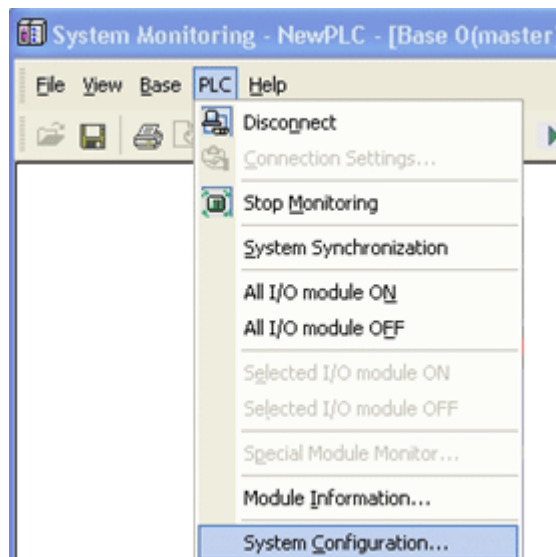 System Monitoring - NewPLC - [Base 0(master
File View Base PLC Help
Disconnect
Connection Settings...
Stop Monitoring
System Synchronization
All I/O module ON
All I/O module OFF
Selected I/O module ON
Selected I/O module OFF
Special Module Monitor...
Module Information...
System Configuration...